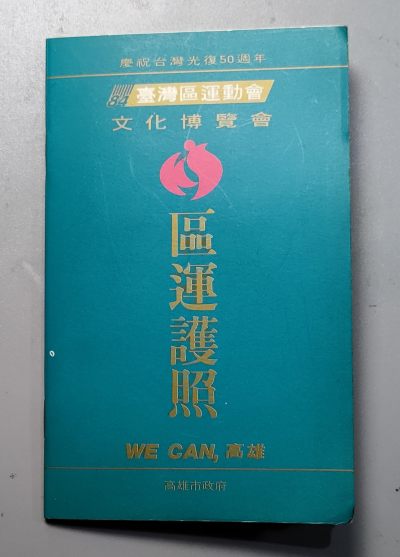 慶祝台灣光復50週年
84 臺灣區運動會
文化博覽會
區運護照
WE CAN, 高雄
高雄市政府